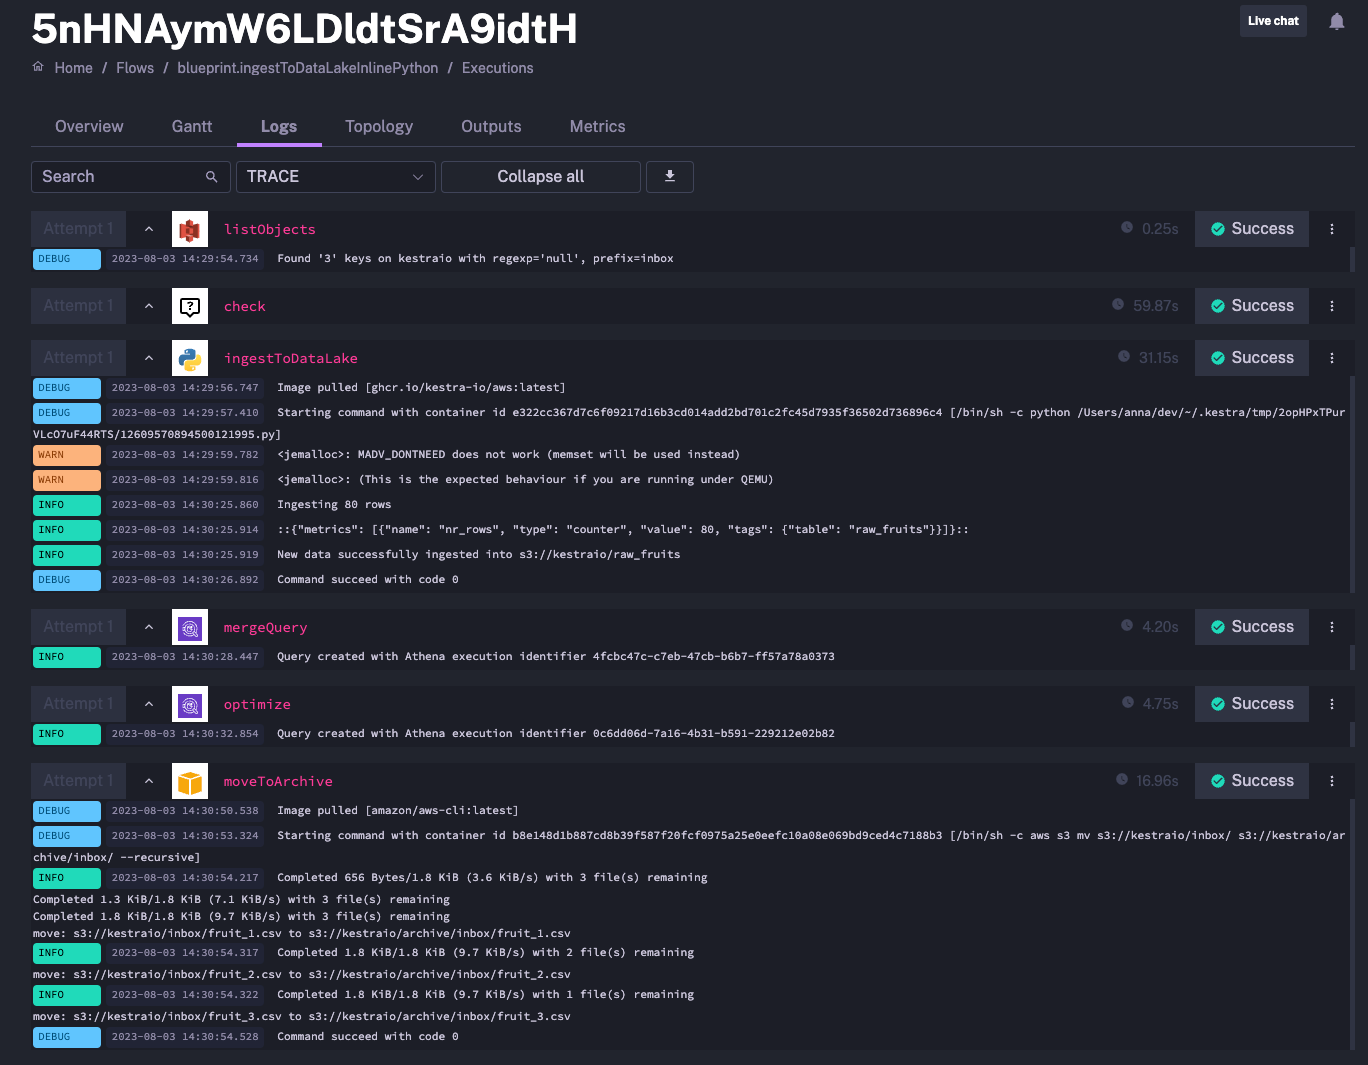 5nHNAymW6LDldtSrA9idtH
Live chat
Home / Flows / blueprint.ingestToDataLakeInlinePython / Executions
Overview Gantt Logs Topology Outputs Metrics
Search TRACE Collapse all
Attempt 1 listObjects 0.25s Success
DEBUG 2023-08-03 14:29:54.734 Found '3' keys on kestraio with regexp='null', prefix=inbox
Attempt 1 check 59.87s Success
Attempt 1 ingestToDataLake 31.15s Success
DEBUG 2023-08-03 14:29:56.747 Image pulled [ghcr.io/kestra-io/aws:latest]
DEBUG 2023-08-03 14:29:57.410 Starting command with container id e322cc367d7c6f09217d16b3cd014add2bd701c2fc45d7935f36502d736896c4 [/bin/sh -c python /Users/anna/dev/~/.kestra/tmp/2opHPxTPur
VLcO7uF44RTS/12609570894500121995.py]
WARN 2023-08-03 14:29:59.782 <jemalloc>: MADV_DONTNEED does not work (memset will be used instead)
WARN 2023-08-03 14:29:59.816 <jemalloc>: (This is the expected behaviour if you are running under QEMU)
INFO 2023-08-03 14:30:25.860 Ingesting 80 rows
INFO 2023-08-03 14:30:25.914 ::{"metrics": [{"name": "nr_rows", "type": "counter", "value": 80, "tags": {"table": "raw_fruits"}}]}::
INFO 2023-08-03 14:30:25.919 New data successfully ingested into s3://kestraio/raw_fruits
DEBUG 2023-08-03 14:30:26.892 Command succeed with code 0
Attempt 1 mergeQuery 4.20s Success
INFO 2023-08-03 14:30:28.447 Query created with Athena execution identifier 4fcbc47c-c7eb-47cb-b6b7-ff57a78a0373
Attempt 1 optimize 4.75s Success
INFO 2023-08-03 14:30:32.854 Query created with Athena execution identifier 0c6dd06d-7a16-4b31-b591-229212e02b82
Attempt 1 moveToArchive 16.96s Success
DEBUG 2023-08-03 14:30:50.538 Image pulled [amazon/aws-cli:latest]
DEBUG 2023-08-03 14:30:53.324 Starting command with container id b8e148d1b887cd8b39f587f20fcf0975a25e0eefc10a08e069bd9ced4c7188b3 [/bin/sh -c aws s3 mv s3://kestraio/inbox/ s3://kestraio/ar
chive/inbox/ --recursive]
INFO 2023-08-03 14:30:54.217 Completed 656 Bytes/1.8 KiB (3.6 KiB/s) with 3 file(s) remaining
Completed 1.3 KiB/1.8 KiB (7.1 KiB/s) with 3 file(s) remaining
Completed 1.8 KiB/1.8 KiB (9.7 KiB/s) with 3 file(s) remaining
move: s3://kestraio/inbox/fruit_1.csv to s3://kestraio/archive/inbox/fruit_1.csv
INFO 2023-08-03 14:30:54.317 Completed 1.8 KiB/1.8 KiB (9.7 KiB/s) with 2 file(s) remaining
move: s3://kestraio/inbox/fruit_2.csv to s3://kestraio/archive/inbox/fruit_2.csv
INFO 2023-08-03 14:30:54.322 Completed 1.8 KiB/1.8 KiB (9.7 KiB/s) with 1 file(s) remaining
move: s3://kestraio/inbox/fruit_3.csv to s3://kestraio/archive/inbox/fruit_3.csv
DEBUG 2023-08-03 14:30:54.528 Command succeed with code 0